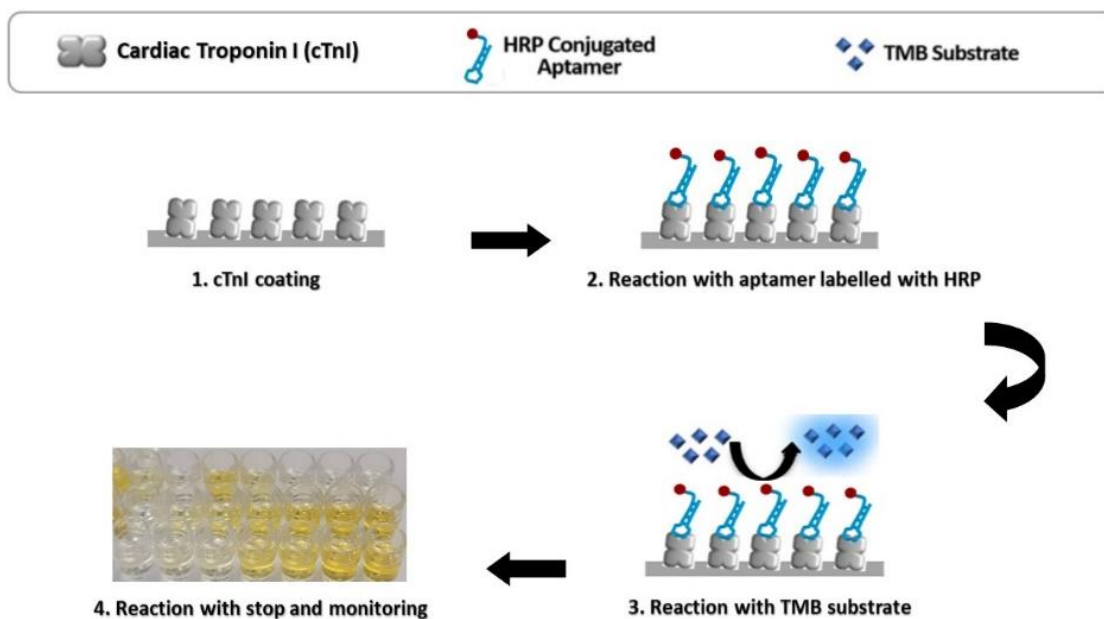 Cardiac Troponin I (cTnI)
HRP Conjugated
Aptamer
TMB Substrate
1. cTnI coating
2. Reaction with aptamer labelled with HRP
3. Reaction with TMB substrate
4. Reaction with stop and monitoring